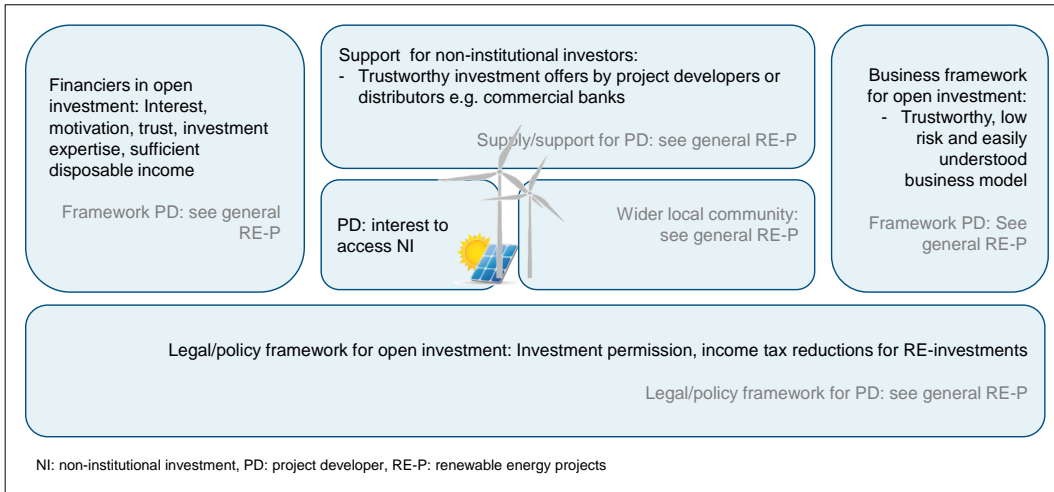 Financiers in open
investment: Interest,
motivation, trust, investment
expertise, sufficient
disposable income
Framework PD: see general
RE-P
Support  for non-institutional investors:
- Trustworthy investment offers by project developers or
distributors e.g. commercial banks
Supply/support for PD: see general RE-P
Business framework
for open investment:
- Trustworthy, low
risk and easily
understood
business model
Framework PD: See
general RE-P
PD: interest to
access NI
Wider local community:
see general RE-P
Legal/policy framework for open investment: Investment permission, income tax reductions for RE-investments
Legal/policy framework for PD: see general RE-P
NI: non-institutional investment, PD: project developer, RE-P: renewable energy projects